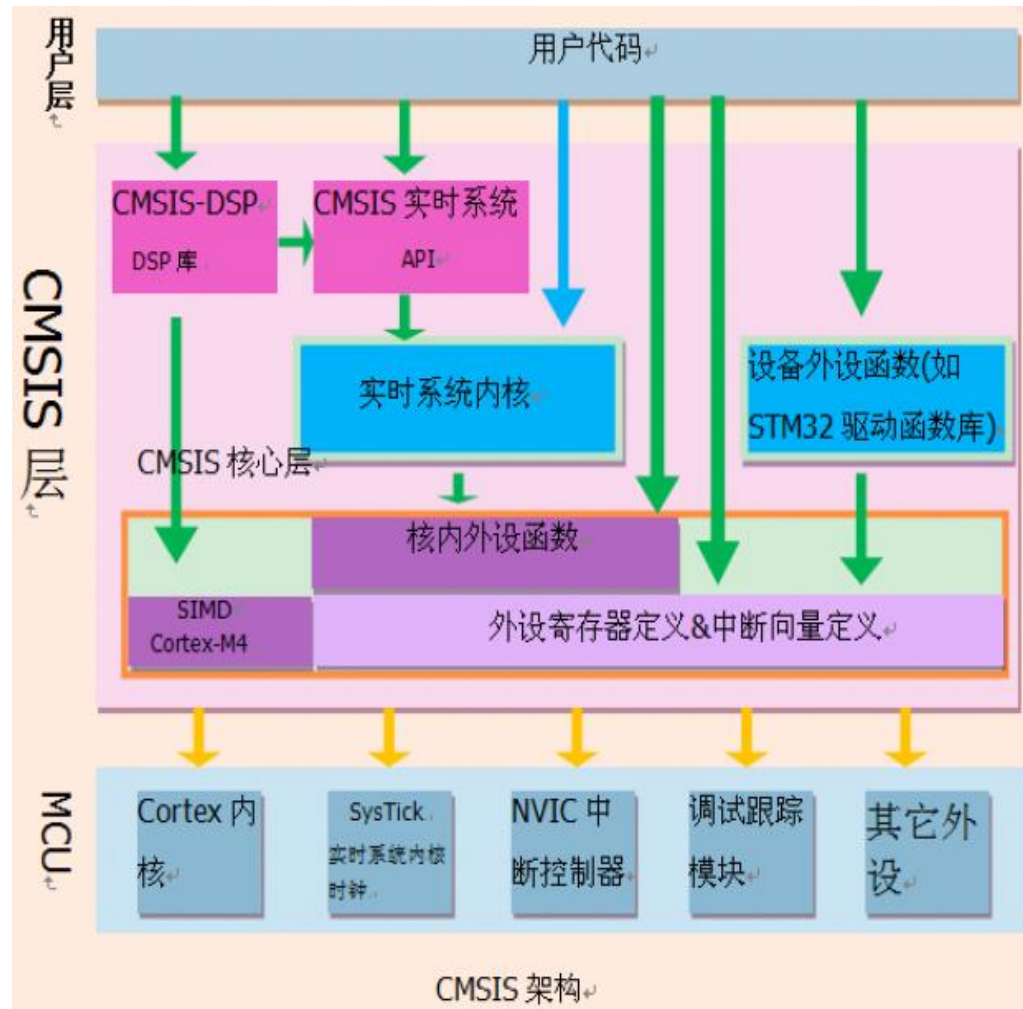 用户层
用户代码
CMSIS 层
CMSIS-DSP
DSP 库
CMSIS 实时系统
API
实时系统内核
设备外设函数(如
STM32 驱动函数库)
CMSIS 核心层
核内外设函数
SIMD
Cortex-M4
外设寄存器定义&中断向量定义
MCU
Cortex 内
核
SysTick
实时系统内核
时钟
NVIC 中
断控制器
调试跟踪
模块
其它外
设
CMSIS 架构